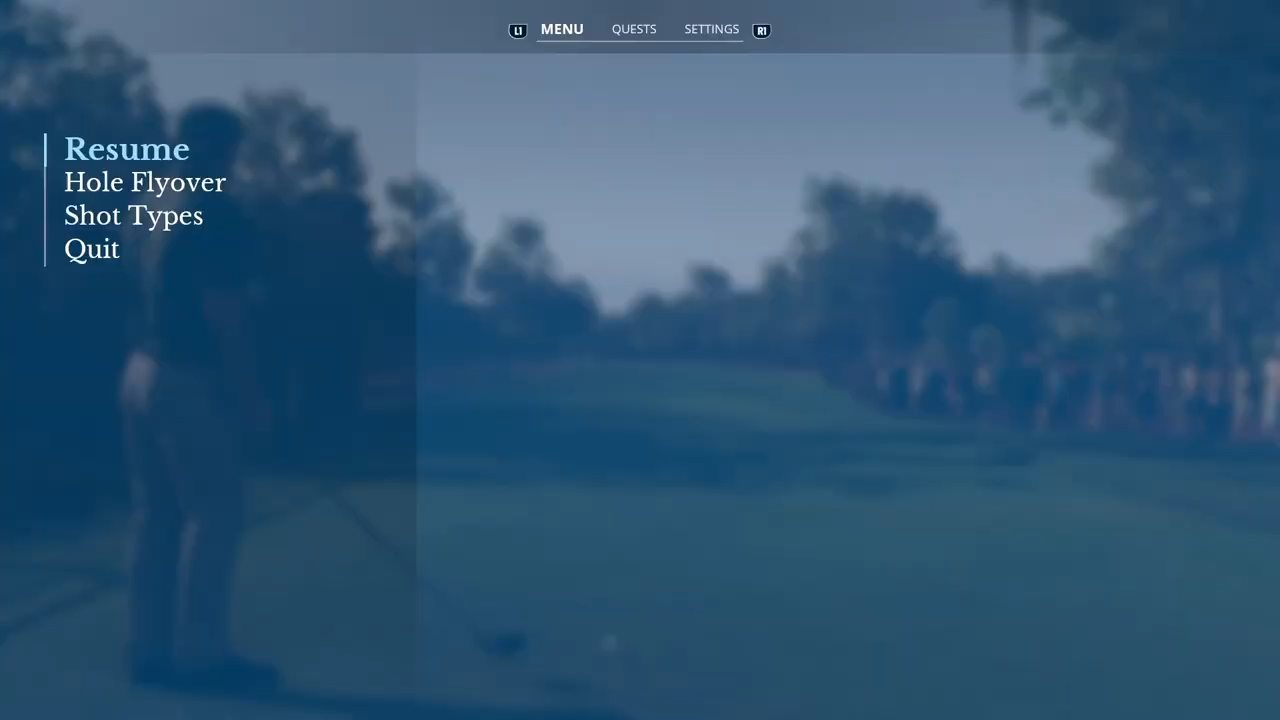 L1 MENU QUESTS SETTINGS R1
Resume
Hole Flyover
Shot Types
Quit